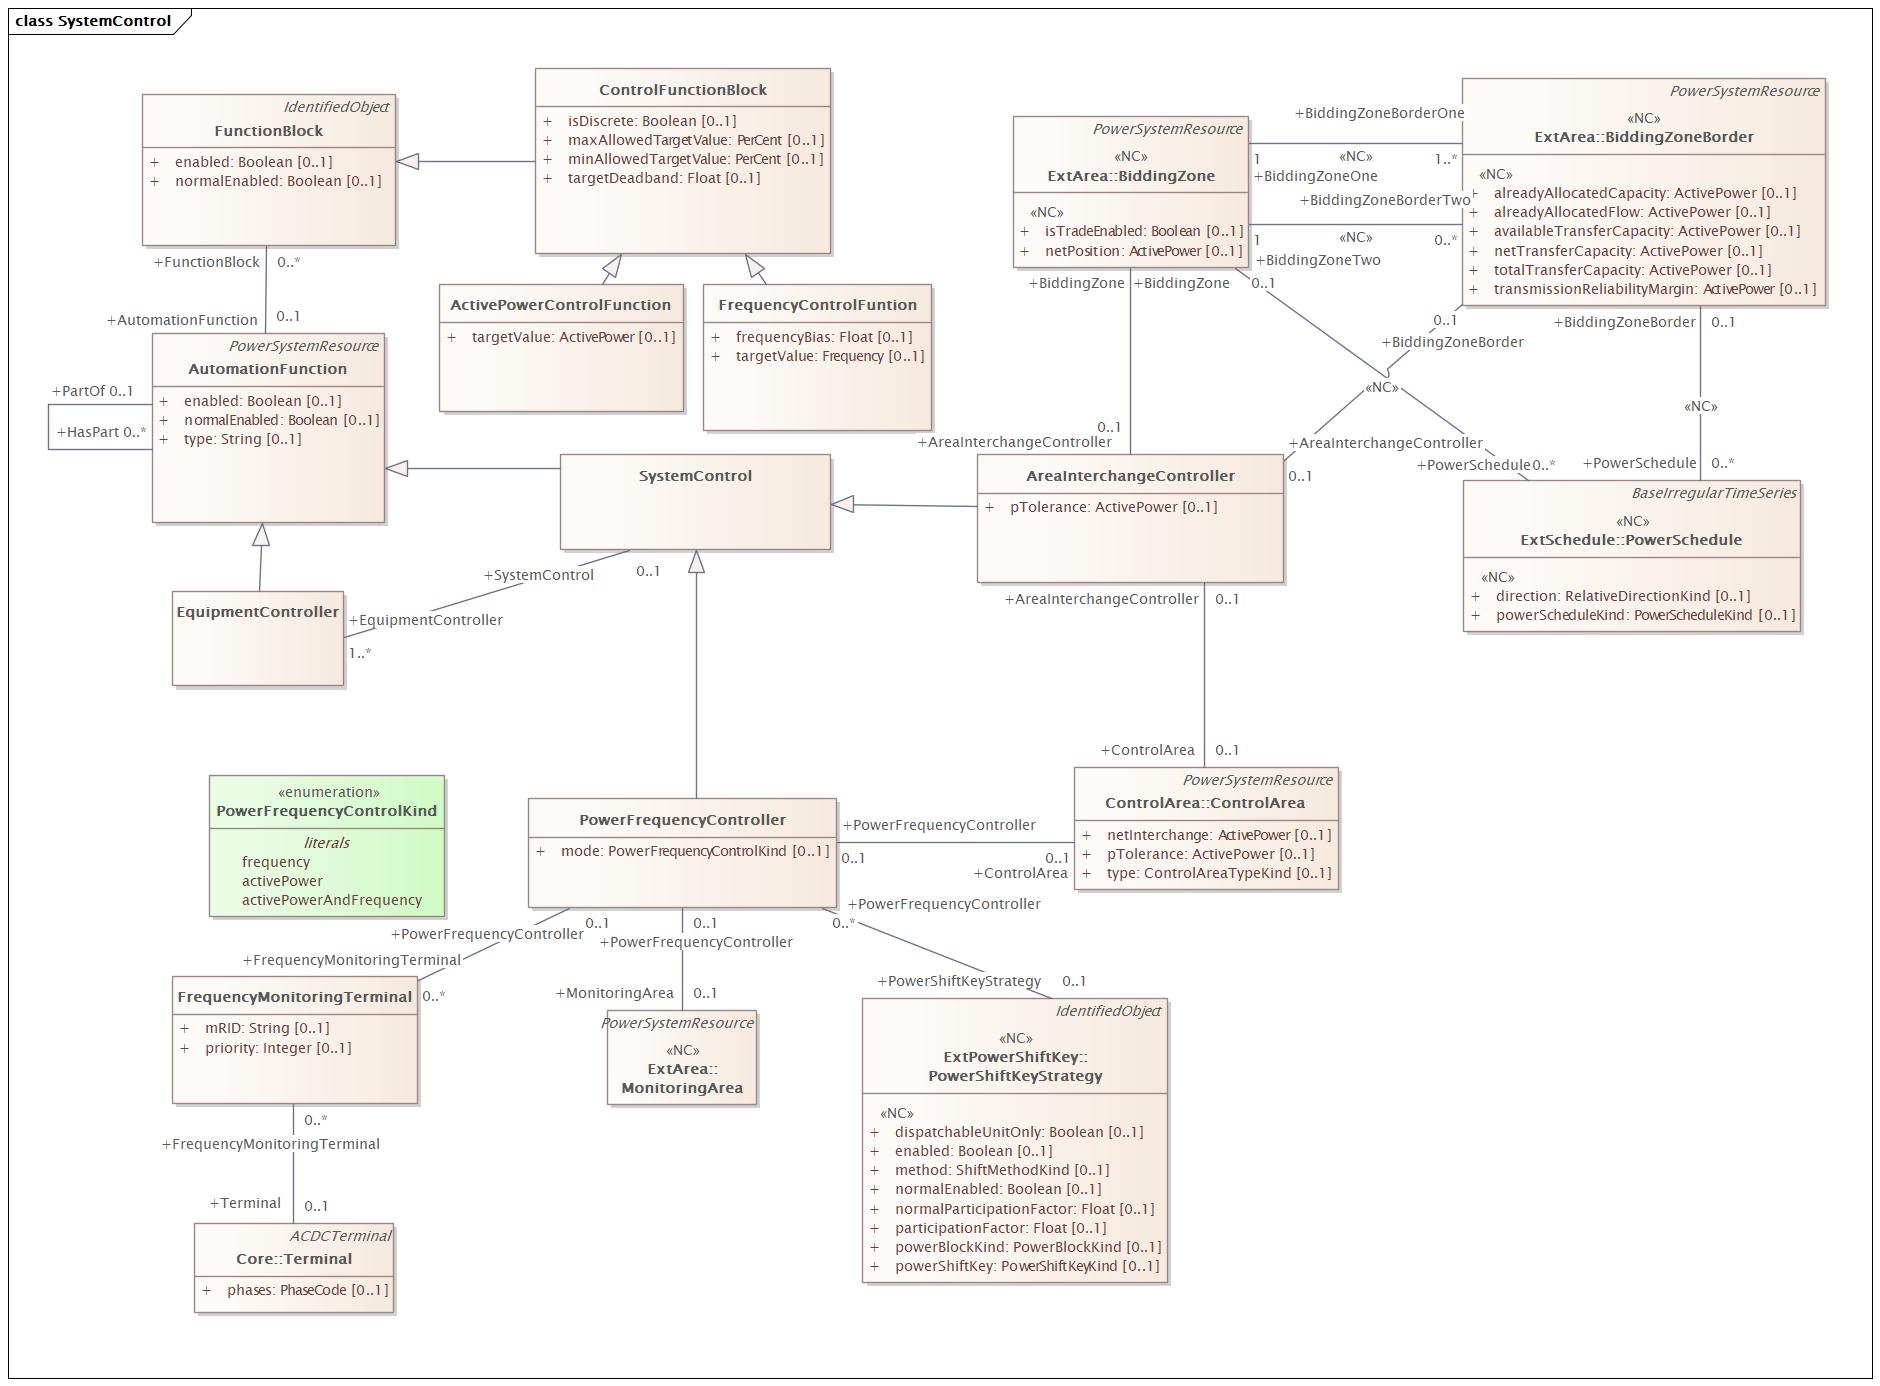 class SystemControl
IdentifiedObject
FunctionBlock
+ enabled: Boolean [0..1]
+ normalEnabled: Boolean [0..1]
ControlFunctionBlock
+ isDiscrete: Boolean [0..1]
+ maxAllowedTargetValue: PerCent [0..1]
+ minAllowedTargetValue: PerCent [0..1]
+ targetDeadband: Float [0..1]
PowerSystemResource
«NC»
ExtArea::BiddingZone
«NC»
+ isTradeEnabled: Boolean [0..1]
+ netPosition: ActivePower [0..1]
+BiddingZoneBorderOne
1
«NC»
1..*
+BiddingZoneOne
+BiddingZoneBorderTwo
1
«NC»
0..*
+BiddingZoneTwo
PowerSystemResource
«NC»
ExtArea::BiddingZoneBorder
«NC»
+ alreadyAllocatedCapacity: ActivePower [0..1]
+ alreadyAllocatedFlow: ActivePower [0..1]
+ availableTransferCapacity: ActivePower [0..1]
+ netTransferCapacity: ActivePower [0..1]
+ totalTransferCapacity: ActivePower [0..1]
+ transmissionReliabilityMargin: ActivePower [0..1]
+FunctionBlock 0..*
+AutomationFunction 0..1
ActivePowerControlFunction
+ targetValue: ActivePower [0..1]
FrequencyControlFuntion
+ frequencyBias: Float [0..1]
+ targetValue: Frequency [0..1]
+BiddingZone
+BiddingZone 0..1
0..1
+BiddingZoneBorder
+BiddingZoneBorder 0..1
«NC»
«NC»
PowerSystemResource
AutomationFunction
+ enabled: Boolean [0..1]
+ normalEnabled: Boolean [0..1]
+ type: String [0..1]
+PartOf 0..1
+HasPart 0..*
0..1
+AreaInterchangeController
+AreaInterchangeController
0..1
+PowerSchedule 0..*
+PowerSchedule 0..*
SystemControl
AreaInterchangeController
+ pTolerance: ActivePower [0..1]
BaseIrregularTimeSeries
«NC»
ExtSchedule::PowerSchedule
«NC»
+ direction: RelativeDirectionKind [0..1]
+ powerScheduleKind: PowerScheduleKind [0..1]
+SystemControl 0..1
EquipmentController
+EquipmentController
1..*
+AreaInterchangeController 0..1
+ControlArea 0..1
«enumeration»
PowerFrequencyControlKind
literals
frequency
activePower
activePowerAndFrequency
PowerFrequencyController
+ mode: PowerFrequencyControlKind [0..1]
+PowerFrequencyController
0..1
0..1
+ControlArea
PowerSystemResource
ControlArea::ControlArea
+ netInterchange: ActivePower [0..1]
+ pTolerance: ActivePower [0..1]
+ type: ControlAreaTypeKind [0..1]
0..1
+PowerFrequencyController
0..1
+PowerFrequencyController
+PowerFrequencyController
0..*
+FrequencyMonitoringTerminal
0..*
+MonitoringArea 0..1
+PowerShiftKeyStrategy 0..1
FrequencyMonitoringTerminal
+ mRID: String [0..1]
+ priority: Integer [0..1]
PowerSystemResource
«NC»
ExtArea::
MonitoringArea
IdentifiedObject
«NC»
ExtPowerShiftKey::
PowerShiftKeyStrategy
«NC»
+ dispatchableUnitOnly: Boolean [0..1]
+ enabled: Boolean [0..1]
+ method: ShiftMethodKind [0..1]
+ normalEnabled: Boolean [0..1]
+ normalParticipationFactor: Float [0..1]
+ participationFactor: Float [0..1]
+ powerBlockKind: PowerBlockKind [0..1]
+ powerShiftKey: PowerShiftKeyKind [0..1]
0..*
+FrequencyMonitoringTerminal
+Terminal 0..1
ACDCTerminal
Core::Terminal
+ phases: PhaseCode [0..1]